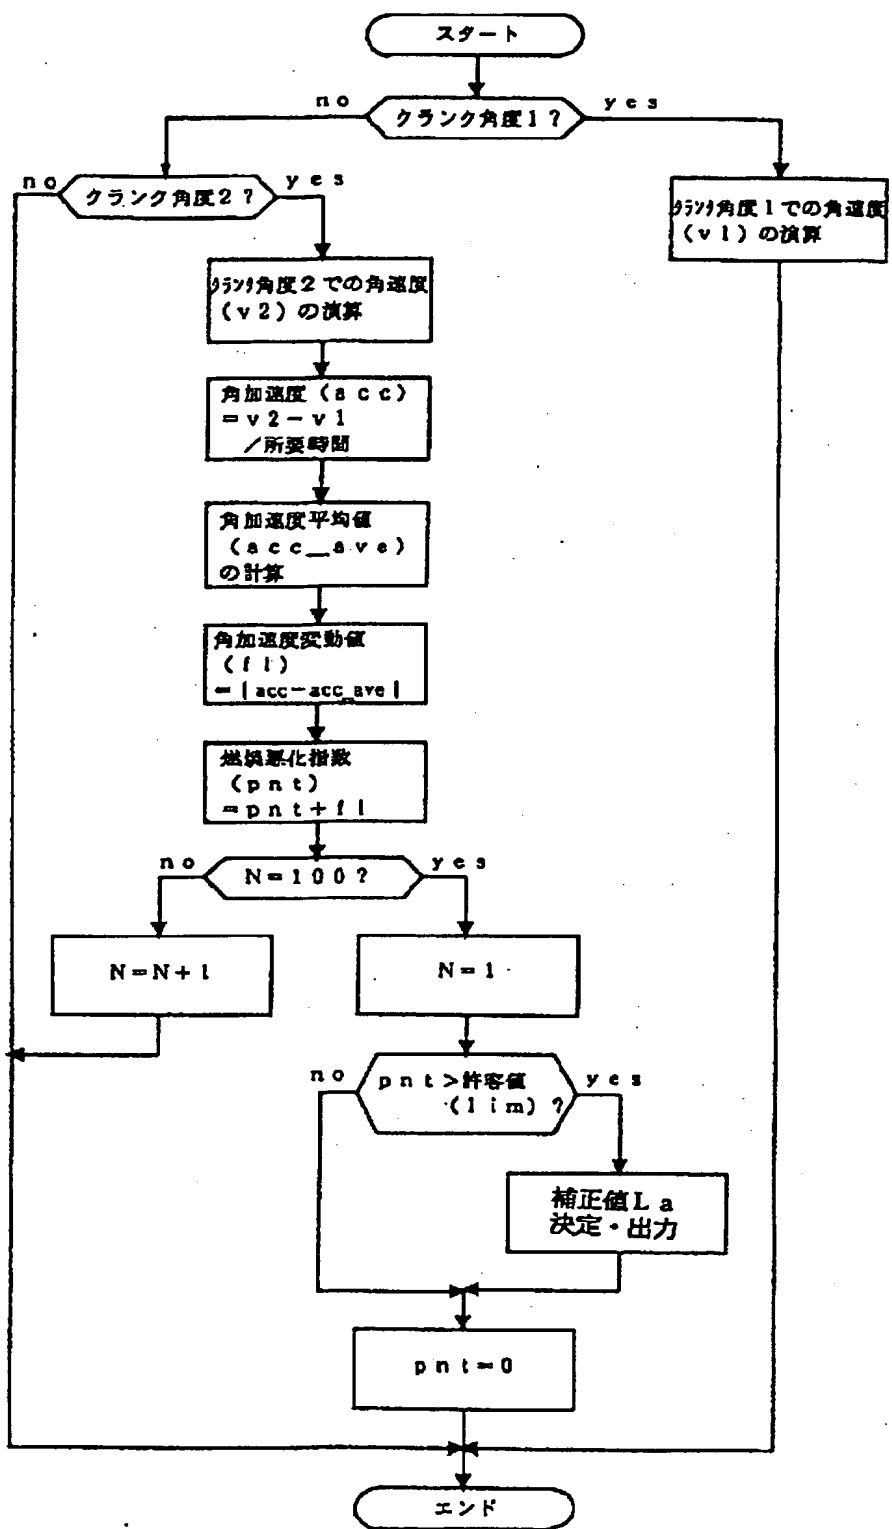 スタート
no
yes
クランク角度1?
no
クランク角度2?
yes
クランク角度1での角速度
(v1)の演算
クランク角度2での角速度
(v2)の演算
角加速度(acc)
=v2-v1
/所要時間
角加速度平均値
(acc_ave)
の計算
角加速度変動値
(fl)
=|acc-acc_ave|
燃焼悪化指数
(pnt)
=pnt+fl
no
N=100?
yes
N=N+1
N=1
no
pnt>許容値
(lim)?
yes
補正値La
決定・出力
pnt=0
エンド